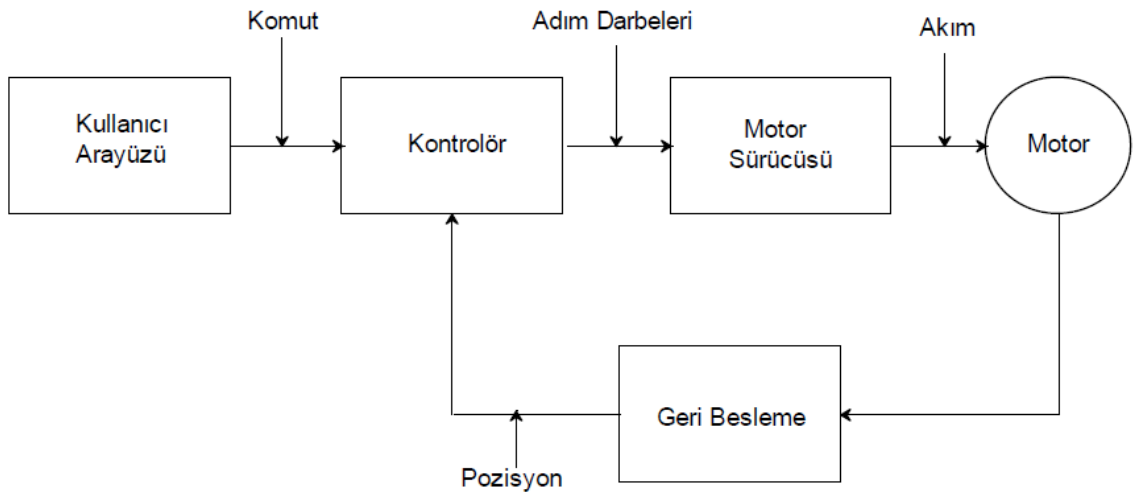 Komut
Adım Darbeleri
Akım
Kullanıcı
Arayüzü
Kontrolör
Motor
Sürücüsü
Motor
Geri Besleme
Pozisyon